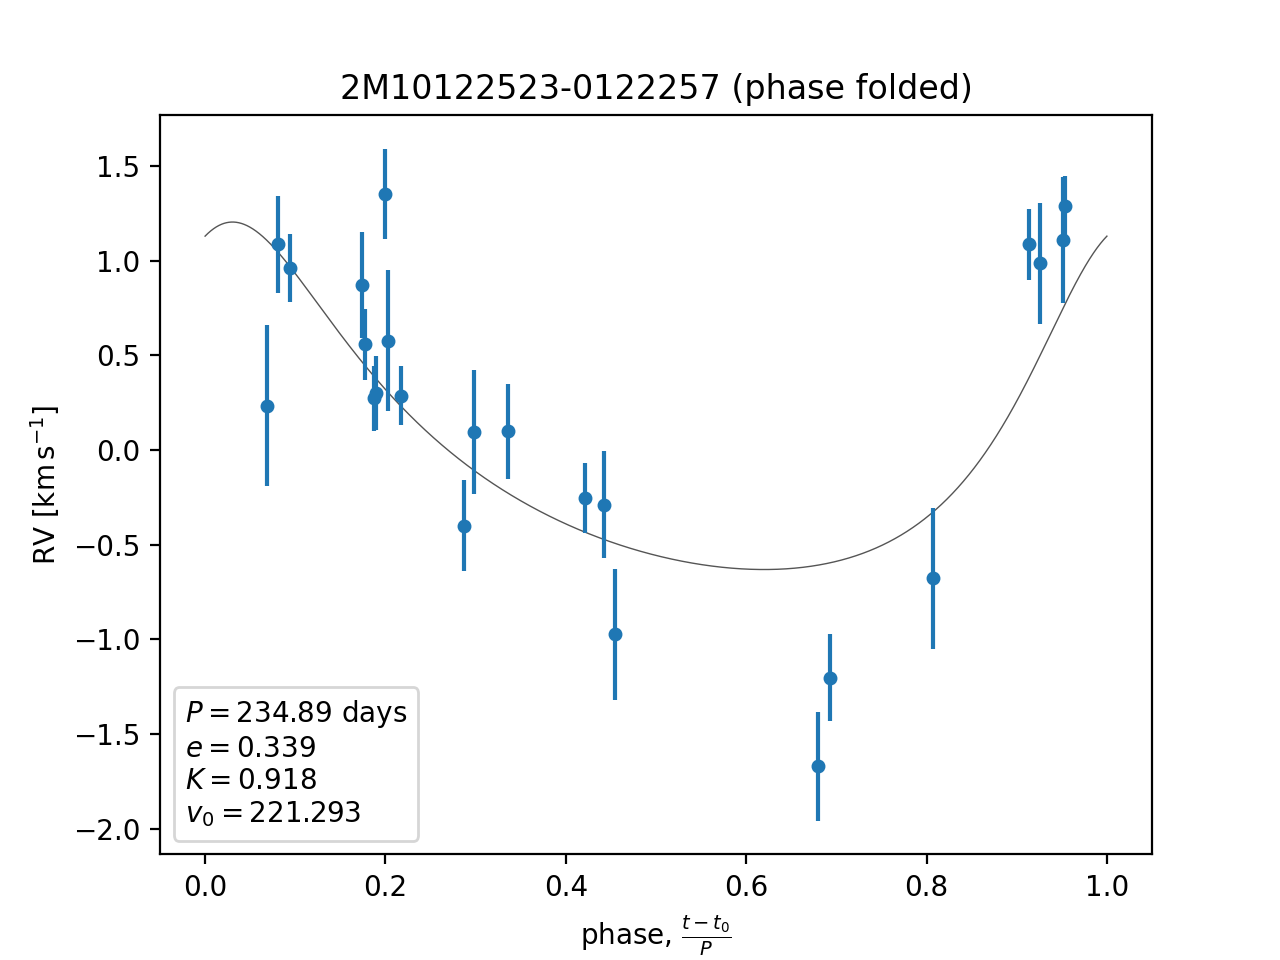 2M10122523-0122257 (phase folded)
RV [km s⁻¹]
1.5
1.0
0.5
0.0
−0.5
−1.0
−1.5
−2.0
P = 234.89 days
e = 0.339
K = 0.918
v₀ = 221.293
0.0 0.2 0.4 0.6 0.8 1.0
phase, (t − t₀)/P